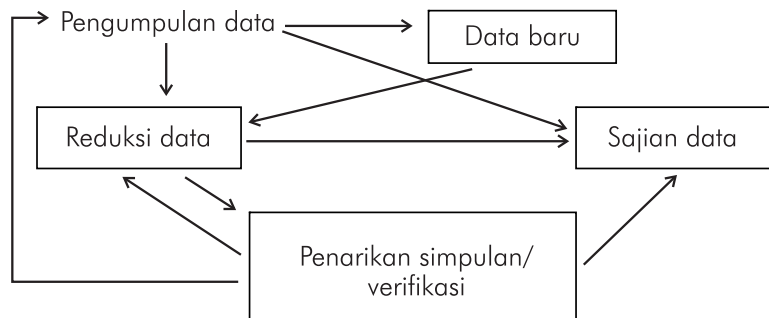 Pengumpulan data
Data baru
Reduksi data
Sajian data
Penarikan simpulan/
verifikasi